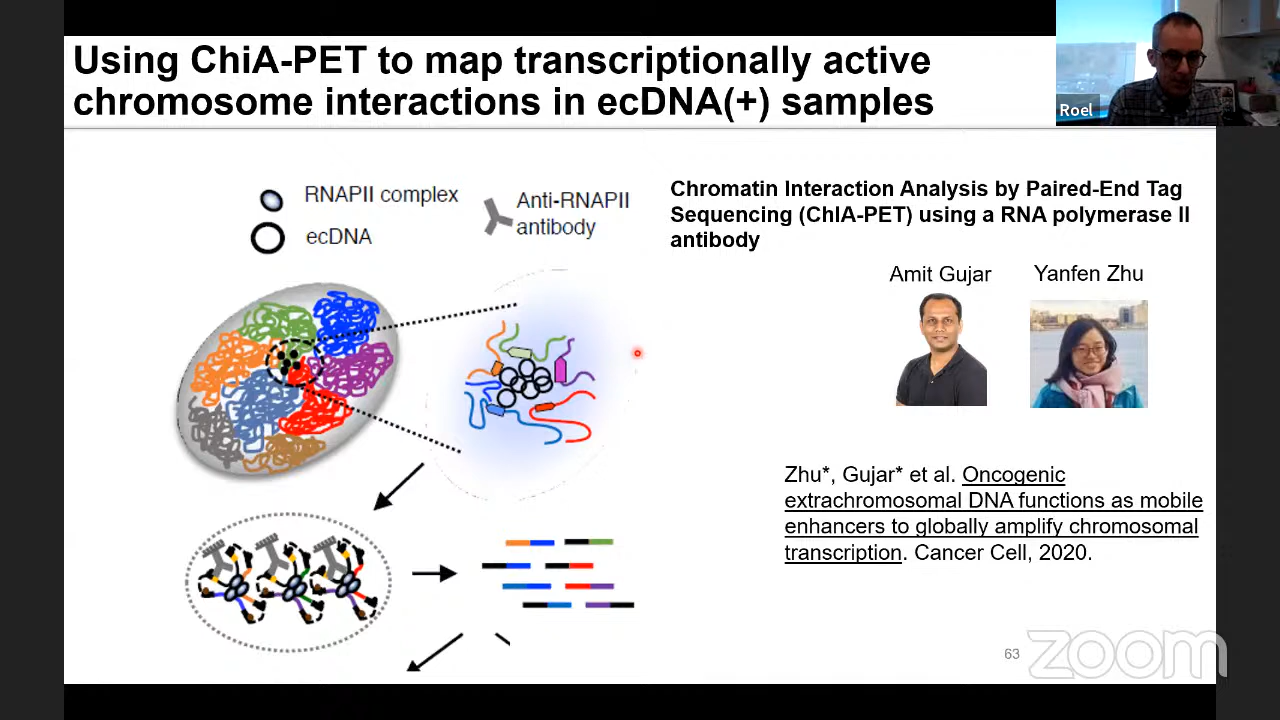 Using ChiA-PET to map transcriptionally active
chromosome interactions in ecDNA(+) samples
Roel
RNAPII complex
ecDNA
Anti-RNAPII
antibody
Chromatin Interaction Analysis by Paired-End Tag
Sequencing (ChIA-PET) using a RNA polymerase II
antibody
Amit Gujar
Yanfen Zhu
Zhu*, Gujar* et al. Oncogenic
extrachromosomal DNA functions as mobile
enhancers to globally amplify chromosomal
transcription. Cancer Cell, 2020.
63
zoom